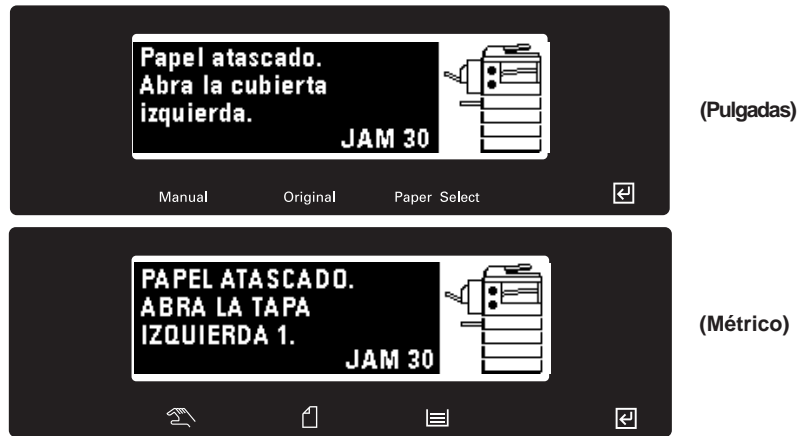 Papel atascado.
Abra la cubierta
izquierda.
JAM 30
(Pulgadas)
Manual Original Paper Select
PAPEL ATASCADO.
ABRA LA TAPA
IZQUIERDA 1.
JAM 30
(Métrico)